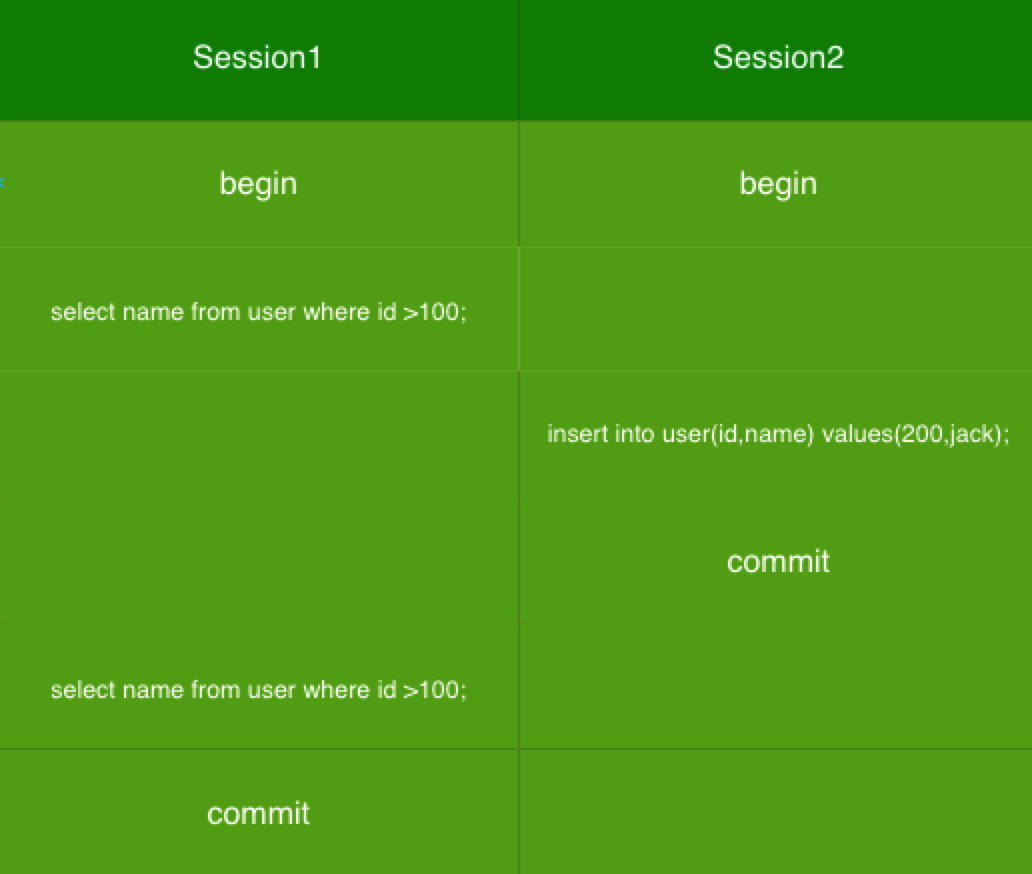 Session1 Session2
begin begin
select name from user where id >100;
insert into user(id,name) values(200,jack);
commit
select name from user where id >100;
commit